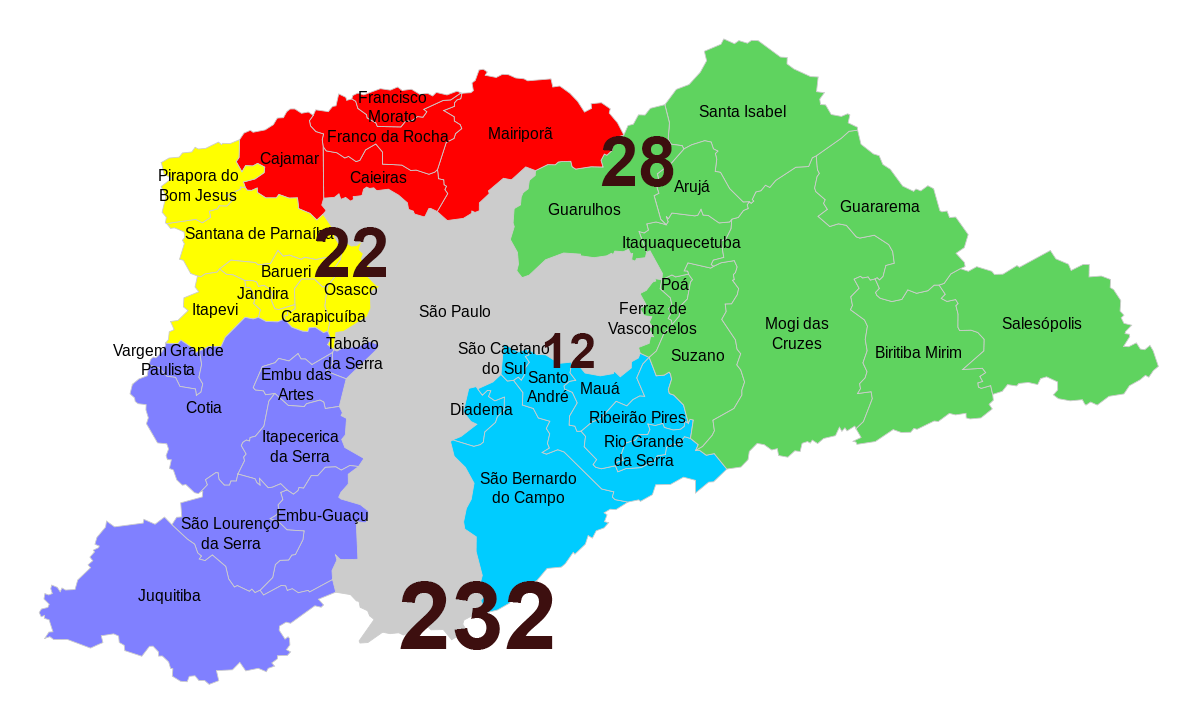 Francisco
Morato
Franco da Rocha
Mairiporã
Cajamar
Caieiras
Pirapora do
Bom Jesus
Santa Isabel
28
Arujá
Guarulhos
Guararema
Santana de Parnaíba
22
Itaquaquecetuba
Barueri
Jandira
Osasco
Itapevi
Carapicuíba
São Paulo
Poá
Ferraz de
Vasconcelos
Suzano
Mogi das
Cruzes
Salesópolis
Biritiba Mirim
Vargem Grande
Paulista
Taboão
da Serra
São Caetano
do Sul
12
Santo
André
Mauá
Embu das
Artes
Cotia
Diadema
Ribeirão Pires
Itapecerica
da Serra
Rio Grande
da Serra
São Bernardo
do Campo
São Lourenço
da Serra
Embu-Guaçu
Juquitiba
232